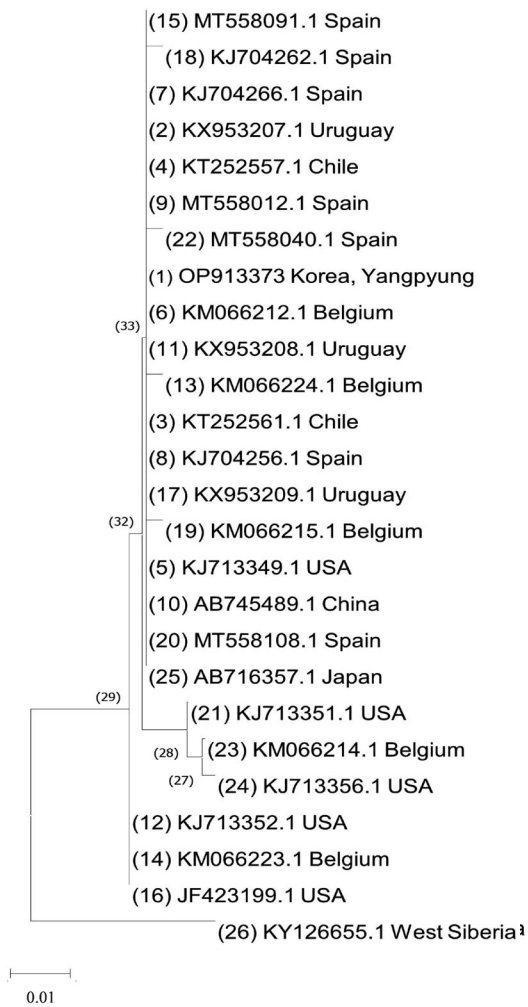 (15) MT558091.1 Spain
(18) KJ704262.1 Spain
(7) KJ704266.1 Spain
(2) KX953207.1 Uruguay
(4) KT252557.1 Chile
(9) MT558012.1 Spain
(22) MT558040.1 Spain
(1) OP913373 Korea, Yangpyung
(6) KM066212.1 Belgium
(33)
(11) KX953208.1 Uruguay
(13) KM066224.1 Belgium
(3) KT252561.1 Chile
(8) KJ704256.1 Spain
(17) KX953209.1 Uruguay
(32)
(19) KM066215.1 Belgium
(5) KJ713349.1 USA
(10) AB745489.1 China
(20) MT558108.1 Spain
(25) AB716357.1 Japan
(29)
(21) KJ713351.1 USA
(28)
(23) KM066214.1 Belgium
(27)
(24) KJ713356.1 USA
(12) KJ713352.1 USA
(14) KM066223.1 Belgium
(16) JF423199.1 USA
(26) KY126655.1 West Siberia
0.01